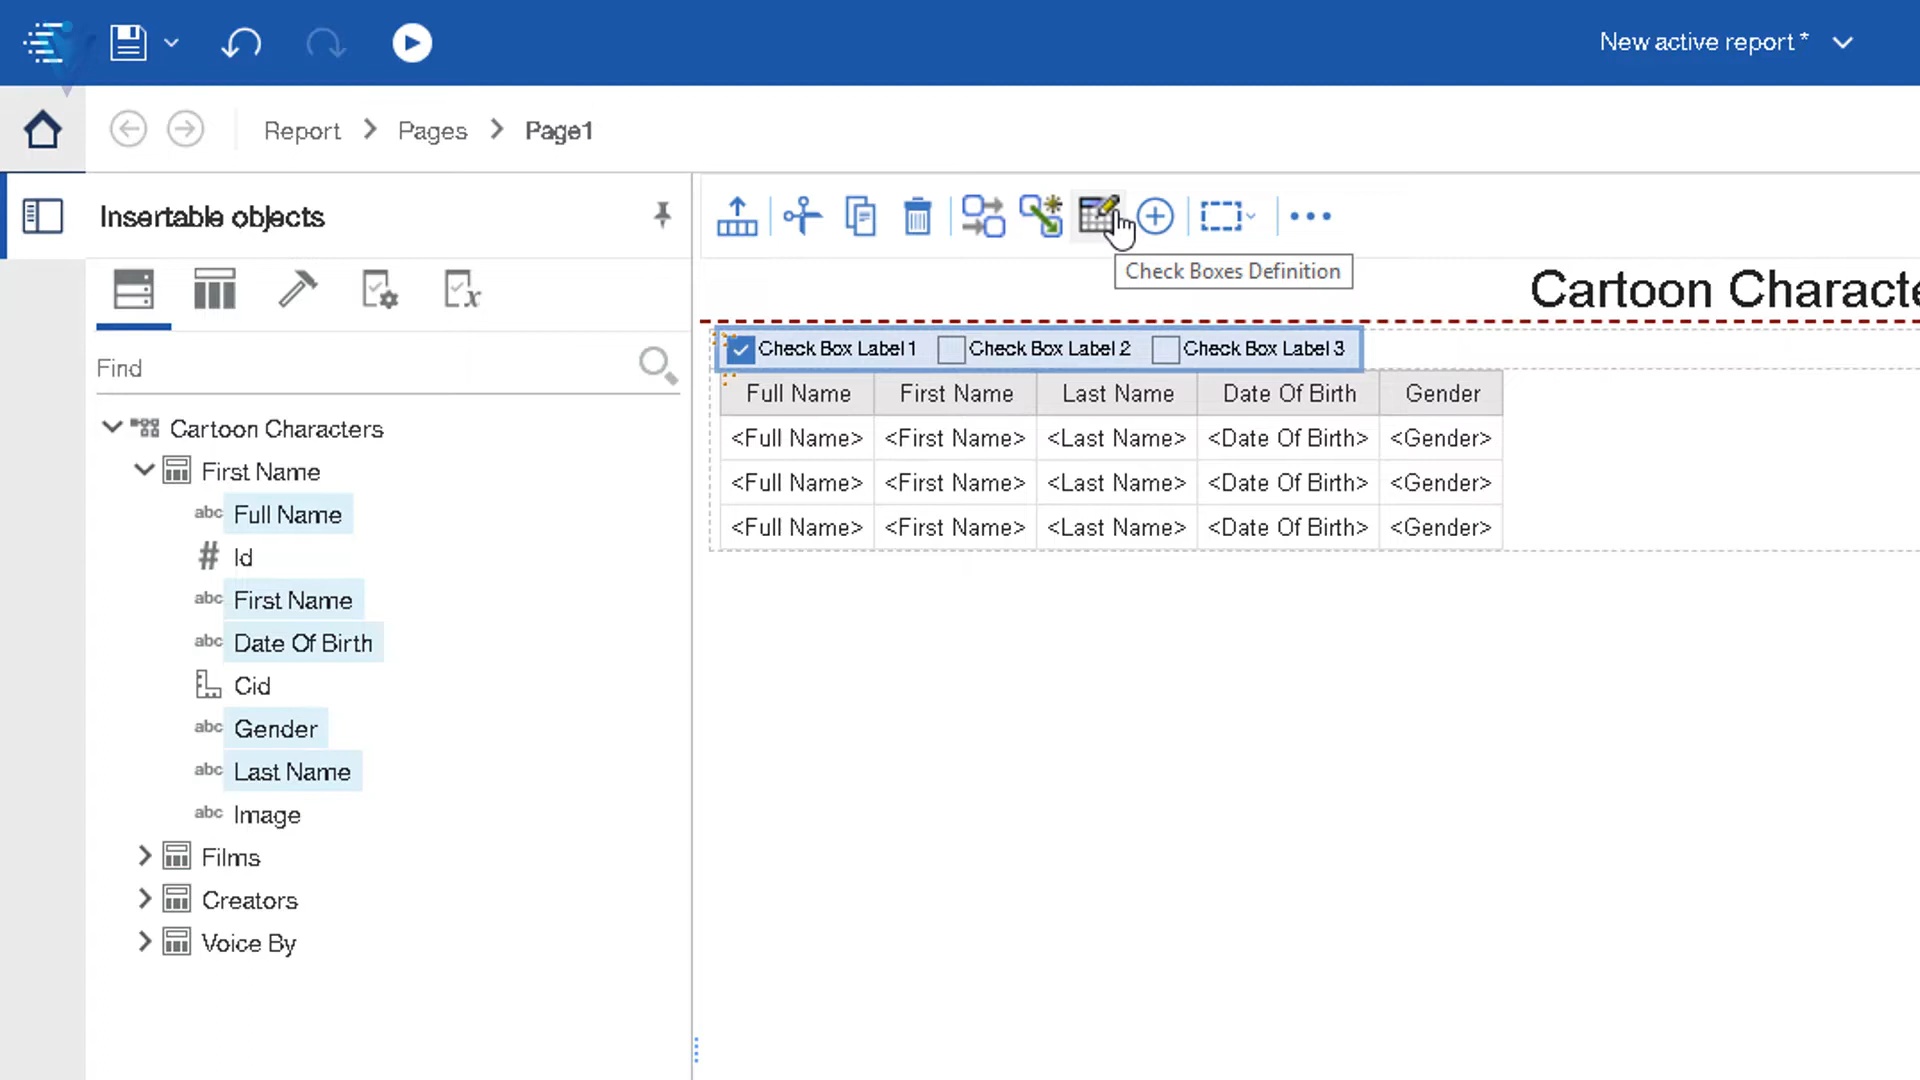 New active report *
Report > Pages > Page1
Insertable objects
Check Boxes Definition
Cartoon Characte
Find
Check Box Label 1 Check Box Label 2 Check Box Label 3
Full Name First Name Last Name Date Of Birth Gender
<Full Name> <First Name> <Last Name> <Date Of Birth> <Gender>
<Full Name> <First Name> <Last Name> <Date Of Birth> <Gender>
<Full Name> <First Name> <Last Name> <Date Of Birth> <Gender>
Cartoon Characters
First Name
abc Full Name
# Id
abc First Name
abc Date Of Birth
Cid
abc Gender
abc Last Name
abc Image
Films
Creators
Voice By